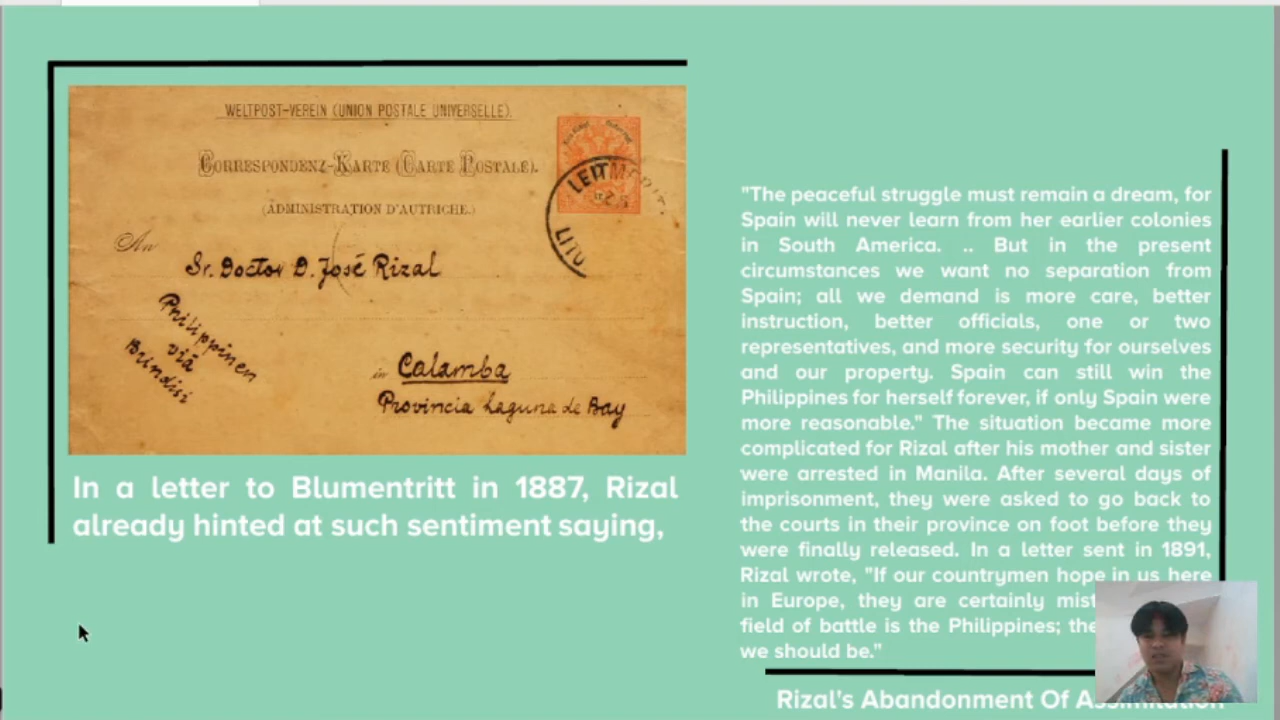 WELTPOST-VEREIN (UNION POSTALE UNIVERSELLE).
CORRESPONDENZ-KARTE (CARTE POSTALE).
(ADMINISTRATION D'AUTRICHE.)
LEITM
LITO
An
Sr. Doctor D. José Rizal
Philippinen
viâ
Brindisi
in Calamba
Provincia Laguna de Bay
In a letter to Blumentritt in 1887, Rizal
already hinted at such sentiment saying,
"The peaceful struggle must remain a dream, for
Spain will never learn from her earlier colonies
in South America. .. But in the present
circumstances we want no separation from
Spain; all we demand is more care, better
instruction, better officials, one or two
representatives, and more security for ourselves
and our property. Spain can still win the
Philippines for herself forever, if only Spain were
more reasonable." The situation became more
complicated for Rizal after his mother and sister
were arrested in Manila. After several days of
imprisonment, they were asked to go back to
the courts in their province on foot before they
were finally released. In a letter sent in 1891,
Rizal wrote, "If our countrymen hope in us here
in Europe, they are certainly
field of battle is the Philippines;
we should be."
Rizal's Abandonment Of Assimilation